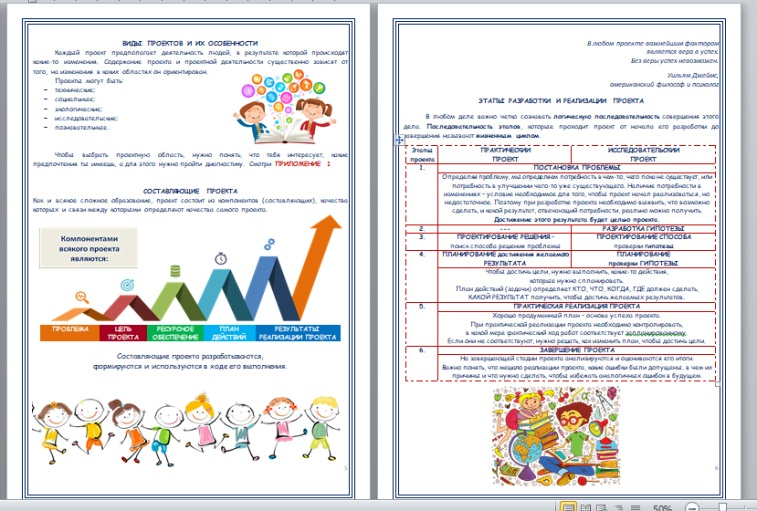 ВИДЫ ПРОЕКТОВ И ИХ ОСОБЕННОСТИ
Каждый проект предполагает деятельность людей, в результате которой происходят
какие-то изменения. Содержание проекта и проектной деятельности существенно зависят от
того, на изменения в каких областях он ориентирован.
Проекты могут быть:
– технические;
– социальные;
– экологические;
– исследовательские;
– познавательные.
Чтобы выбрать проектную область, нужно понять, что тебя интересует, какие
предпочтения ты имеешь, а для этого нужно пройти диагностику. Смотри ПРИЛОЖЕНИЕ 1
СОСТАВЛЯЮЩИЕ ПРОЕКТА
Как и всякое сложное образование, проект состоит из компонентов (составляющих), качества
которых и связи между которыми определяют качество самого проекта.
Компонентами
всякого проекта
являются:
ПРОБЛЕМА
ЦЕЛЬ
ПРОЕКТА
РЕСУРСНОЕ
ОБЕСПЕЧЕНИЕ
ПЛАН
ДЕЙСТВИЙ
РЕЗУЛЬТАТЫ
РЕАЛИЗАЦИИ ПРОЕКТА
Составляющие проекта разрабатываются,
формируются и используются в ходе его выполнения.
В любом проекте важнейшим фактором
является вера в успех.
Без веры успех невозможен.
Уильям Джеймс,
американский философ и психолог
ЭТАПЫ РАЗРАБОТКИ И РЕАЛИЗАЦИИ ПРОЕКТА
В любом деле важно четко сознавать логическую последовательность совершения этого
дела. Последовательность этапов, которые проходит проект от начала его разработки до
завершения называют жизненным циклом.
Этапы
проекта
ПРАКТИЧЕСКИЙ
ПРОЕКТ
ИССЛЕДОВАТЕЛЬСКИЙ
ПРОЕКТ
1.
ПОСТАНОВКА ПРОБЛЕМЫ
Определяя проблему, мы определяем потребность в чем-то, чего пока не существует, или
потребность в улучшении чего-то уже существующего. Наличие потребности в
изменениях – условие необходимое для того, чтобы проект начал реализоваться, но
недостаточное. Поэтому при разработке проекта необходимо выявить, что возможно
сделать, и какой результат, отвечающий потребности, реально можно получить.
Достижение этого результата будет целью проекта.
2.
---
РАЗРАБОТКА ГИПОТЕЗЫ
3.
ПРОЕКТИРОВАНИЕ РЕШЕНИЯ -
поиск способа решения проблемы
ПРОЕКТИРОВАНИЕ СПОСОБА
проверки гипотезы
4.
ПЛАНИРОВАНИЕ достижения желаемого
РЕЗУЛЬТАТА
ПЛАНИРОВАНИЕ
проверки ГИПОТЕЗЫ
Чтобы достичь цели, нужно выполнить, какие-то действия,
которые нужно спланировать.
План действий (задачи) определяет КТО, ЧТО, КОГДА, ГДЕ должен сделать,
КАКОЙ РЕЗУЛЬТАТ получить, чтобы достичь желаемых результатов.
5.
ПРАКТИЧЕСКАЯ РЕАЛИЗАЦИЯ ПРОЕКТА
Хорошо продуманный план – основа успеха проекта.
При практической реализации проекта необходимо контролировать,
в какой мере фактический ход работ соответствует запланированному.
Если они не соответствуют, нужно решать, как изменить план, чтобы достичь цели.
6.
ЗАВЕРШЕНИЕ ПРОЕКТА
На завершающей стадии проекта анализируются и оцениваются его итоги.
Важно понять, что мешало реализации проекта, какие ошибки были допущены, в чем их
причины и что нужно сделать, чтобы избежать аналогичных ошибок в будущем.
50%